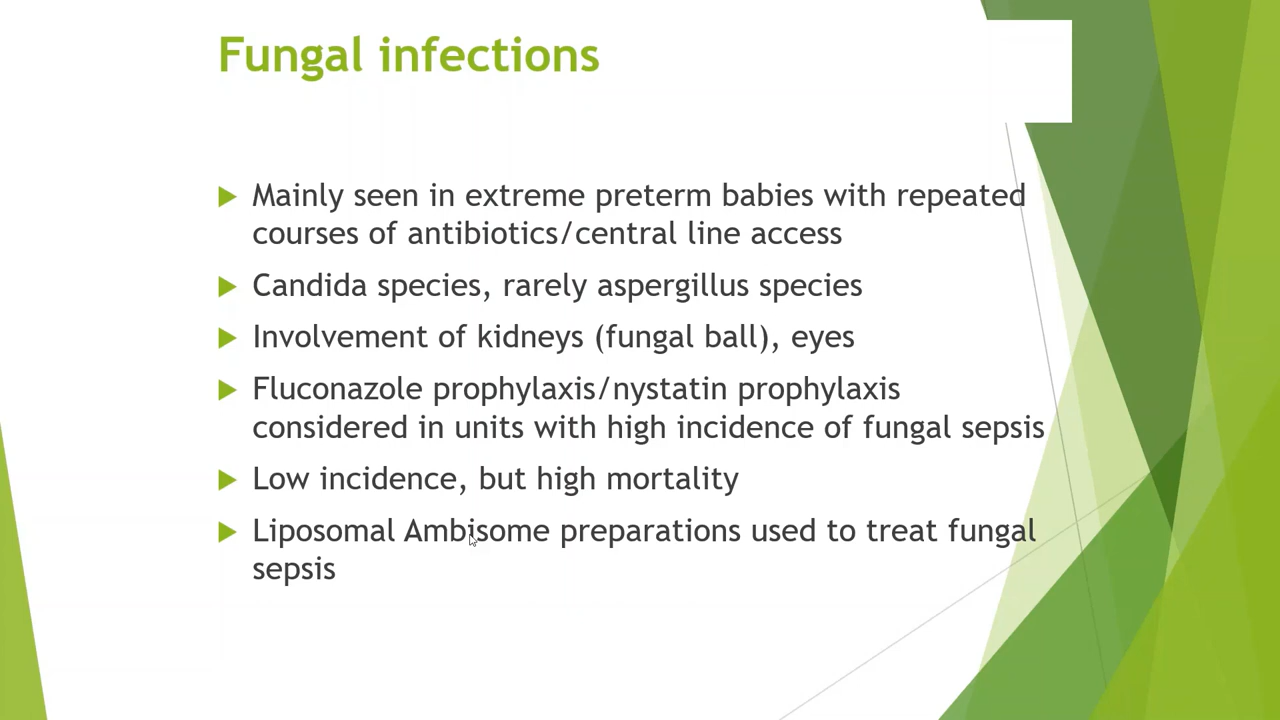 Fungal infections
Mainly seen in extreme preterm babies with repeated
courses of antibiotics/central line access
Candida species, rarely aspergillus species
Involvement of kidneys (fungal ball), eyes
Fluconazole prophylaxis/nystatin prophylaxis
considered in units with high incidence of fungal sepsis
Low incidence, but high mortality
Liposomal Ambisome preparations used to treat fungal
sepsis